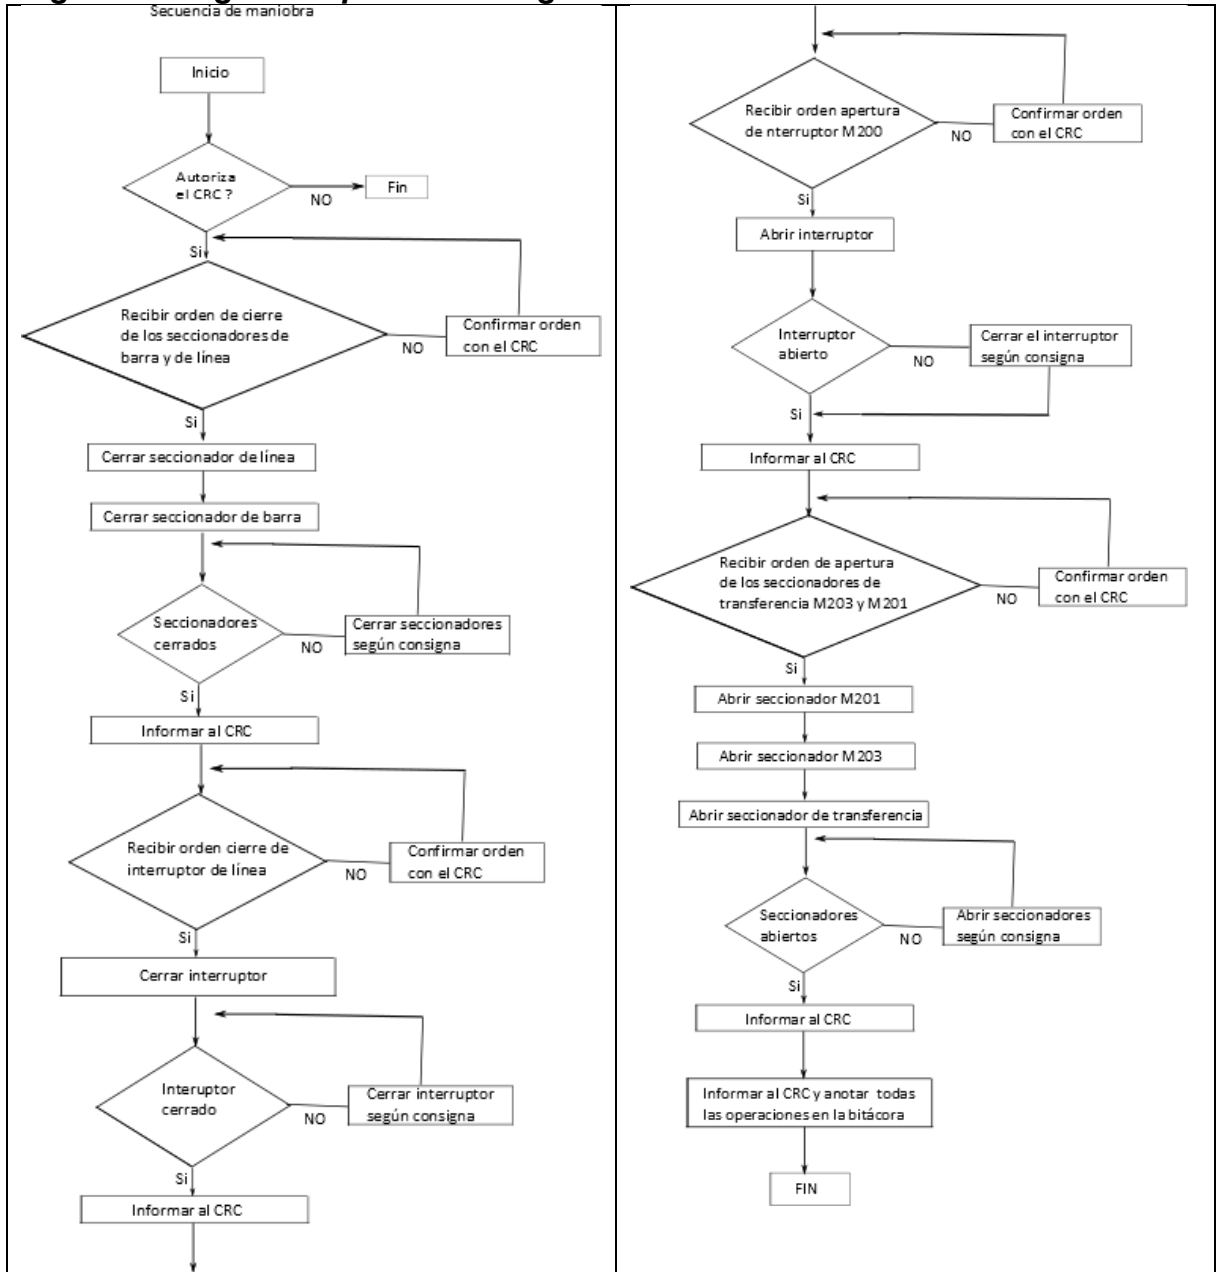 Secuencia de maniobra
Inicio
Autoriza
el CRC ?
NO
Fin
Si
Recibir orden de cierre
de los seccionadores de
barra y de línea
NO
Confirmar orden
con el CRC
Si
Cerrar seccionador de línea
Cerrar seccionador de barra
Seccionadores
cerrados
NO
Cerrar seccionadores
según consigna
Si
Informar al CRC
Recibir orden cierre de
interruptor de línea
NO
Confirmar orden
con el CRC
Si
Cerrar interruptor
Interuptor
cerrado
NO
Cerrar interruptor
según consigna
Si
Informar al CRC
Recibir orden apertura
de nterruptor M200
NO
Confirmar orden
con el CRC
Si
Abrir interruptor
Interruptor
abierto
NO
Cerrar el interruptor
según consigna
Si
Informar al CRC
Recibir orden de apertura
de los seccionadores de
transferencia M203 y M201
NO
Confirmar orden
con el CRC
Si
Abrir seccionador M201
Abrir seccionador M203
Abrir seccionador de transferencia
Seccionadores
abiertos
NO
Abrir seccionadores
según consigna
Si
Informar al CRC
Informar al CRC y anotar todas
las operaciones en la bitácora
FIN